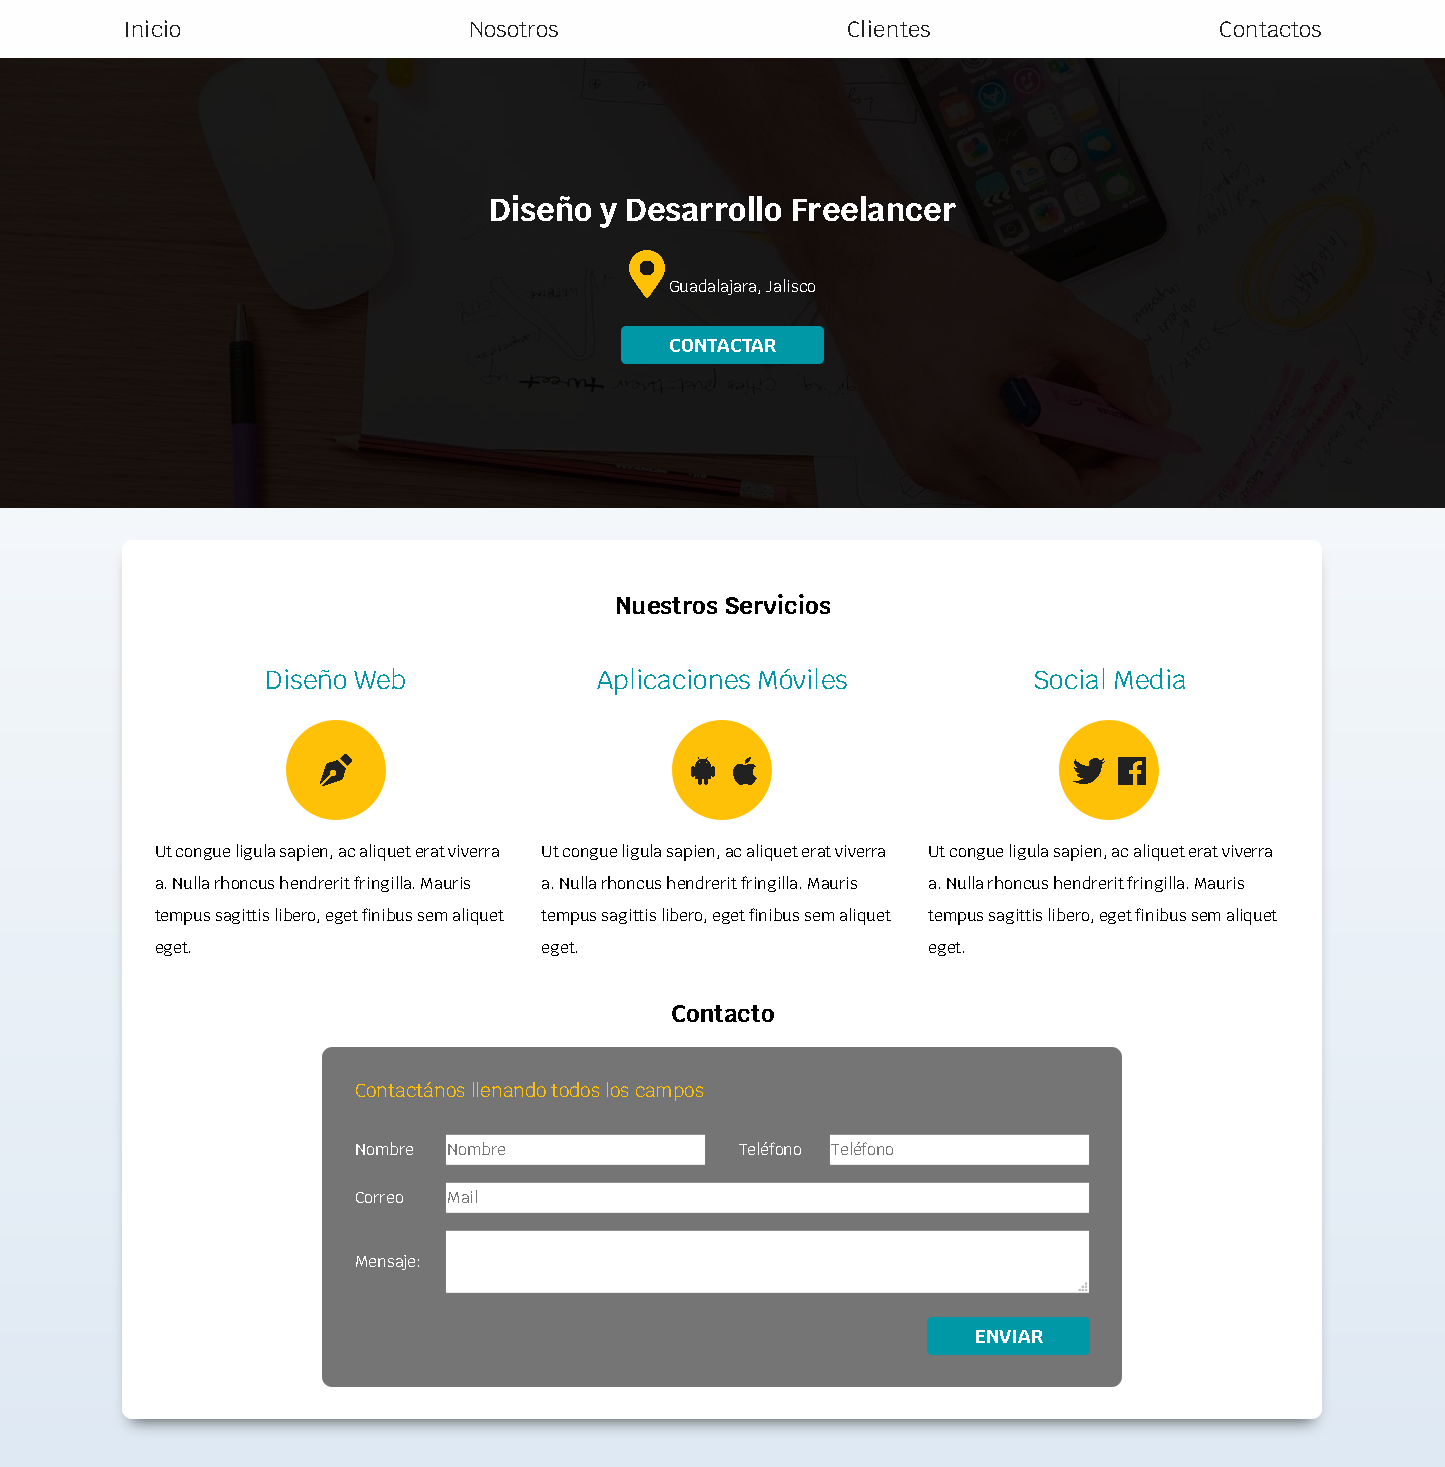 Inicio Nosotros Clientes Contactos
Diseño y Desarrollo Freelancer
Guadalajara, Jalisco
CONTACTAR
Nuestros Servicios
Diseño Web
Ut congue ligula sapien, ac aliquet erat viverra
a. Nulla rhoncus hendrerit fringilla. Mauris
tempus sagittis libero, eget finibus sem aliquet
eget.
Aplicaciones Móviles
Ut congue ligula sapien, ac aliquet erat viverra
a. Nulla rhoncus hendrerit fringilla. Mauris
tempus sagittis libero, eget finibus sem aliquet
eget.
Social Media
Ut congue ligula sapien, ac aliquet erat viverra
a. Nulla rhoncus hendrerit fringilla. Mauris
tempus sagittis libero, eget finibus sem aliquet
eget.
Contacto
Contactános llenando todos los campos
Nombre Nombre Teléfono Teléfono
Correo Mail
Mensaje:
ENVIAR